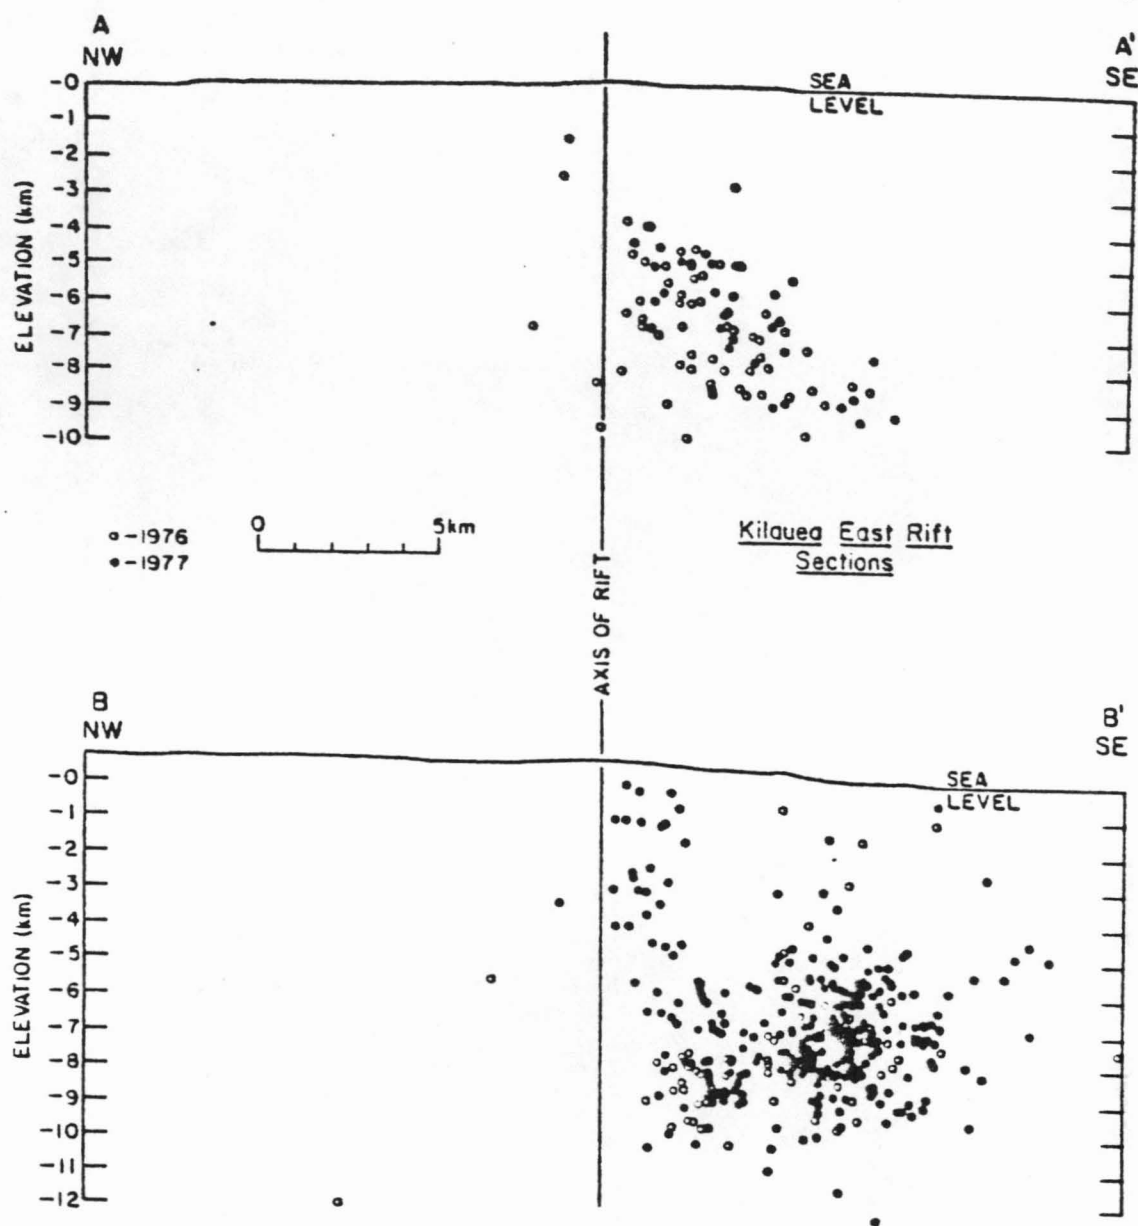 A
NW
A'
SE
SEA
LEVEL
-0
-1
-2
-3
-4
-5
-6
-7
-8
-9
-10
ELEVATION (km)
0 5km
o-1976
•-1977
Kilauea East Rift
Sections
AXIS OF RIFT
B
NW
B'
SE
SEA
LEVEL
-0
-1
-2
-3
-4
-5
-6
-7
-8
-9
-10
-11
-12
ELEVATION (km)